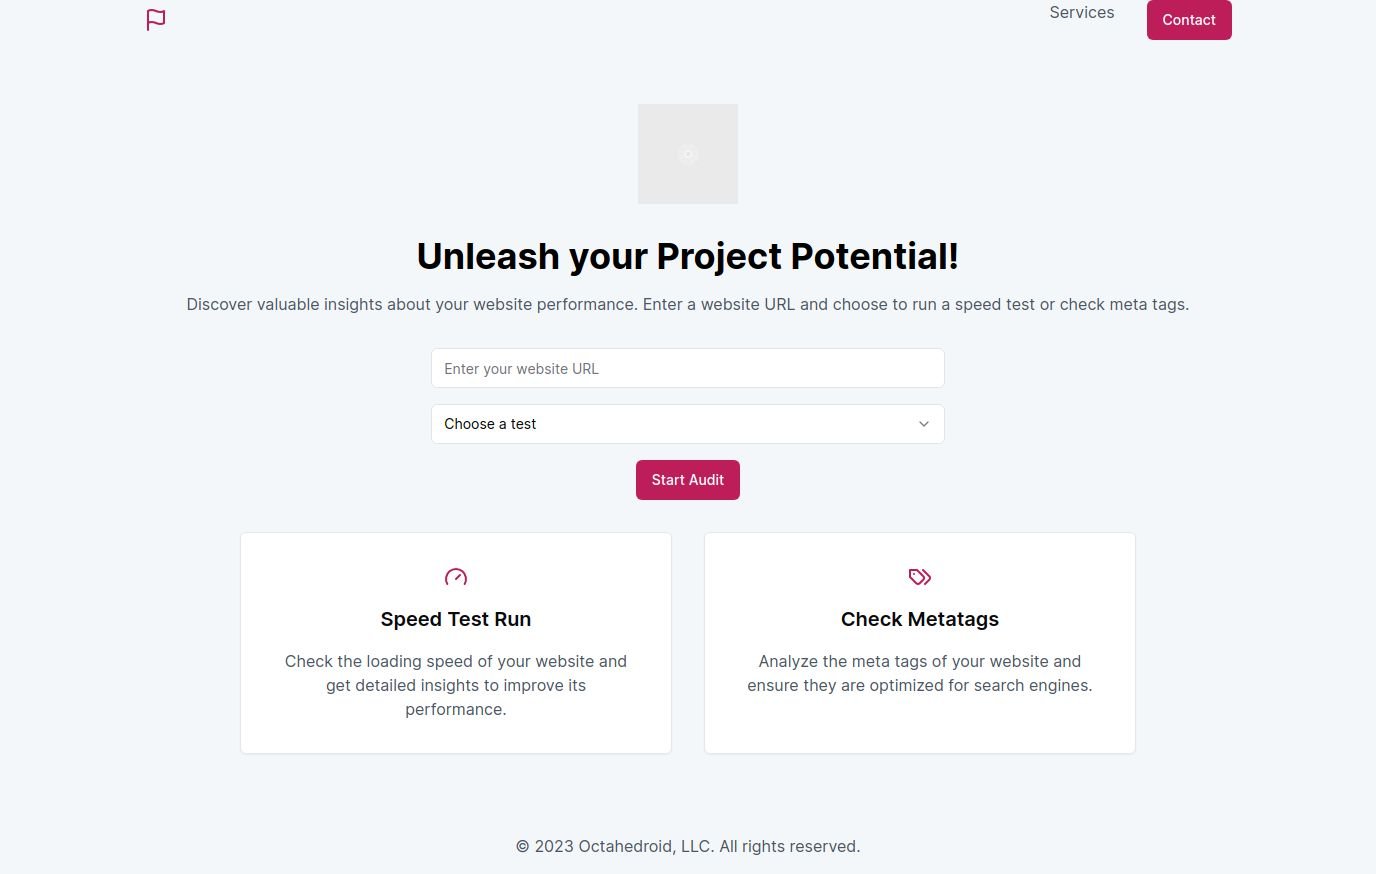 Services
Contact
Unleash your Project Potential!
Discover valuable insights about your website performance. Enter a website URL and choose to run a speed test or check meta tags.
Enter your website URL
Choose a test
Start Audit
Speed Test Run
Check the loading speed of your website and
get detailed insights to improve its
performance.
Check Metatags
Analyze the meta tags of your website and
ensure they are optimized for search engines.
© 2023 Octahedroid, LLC. All rights reserved.